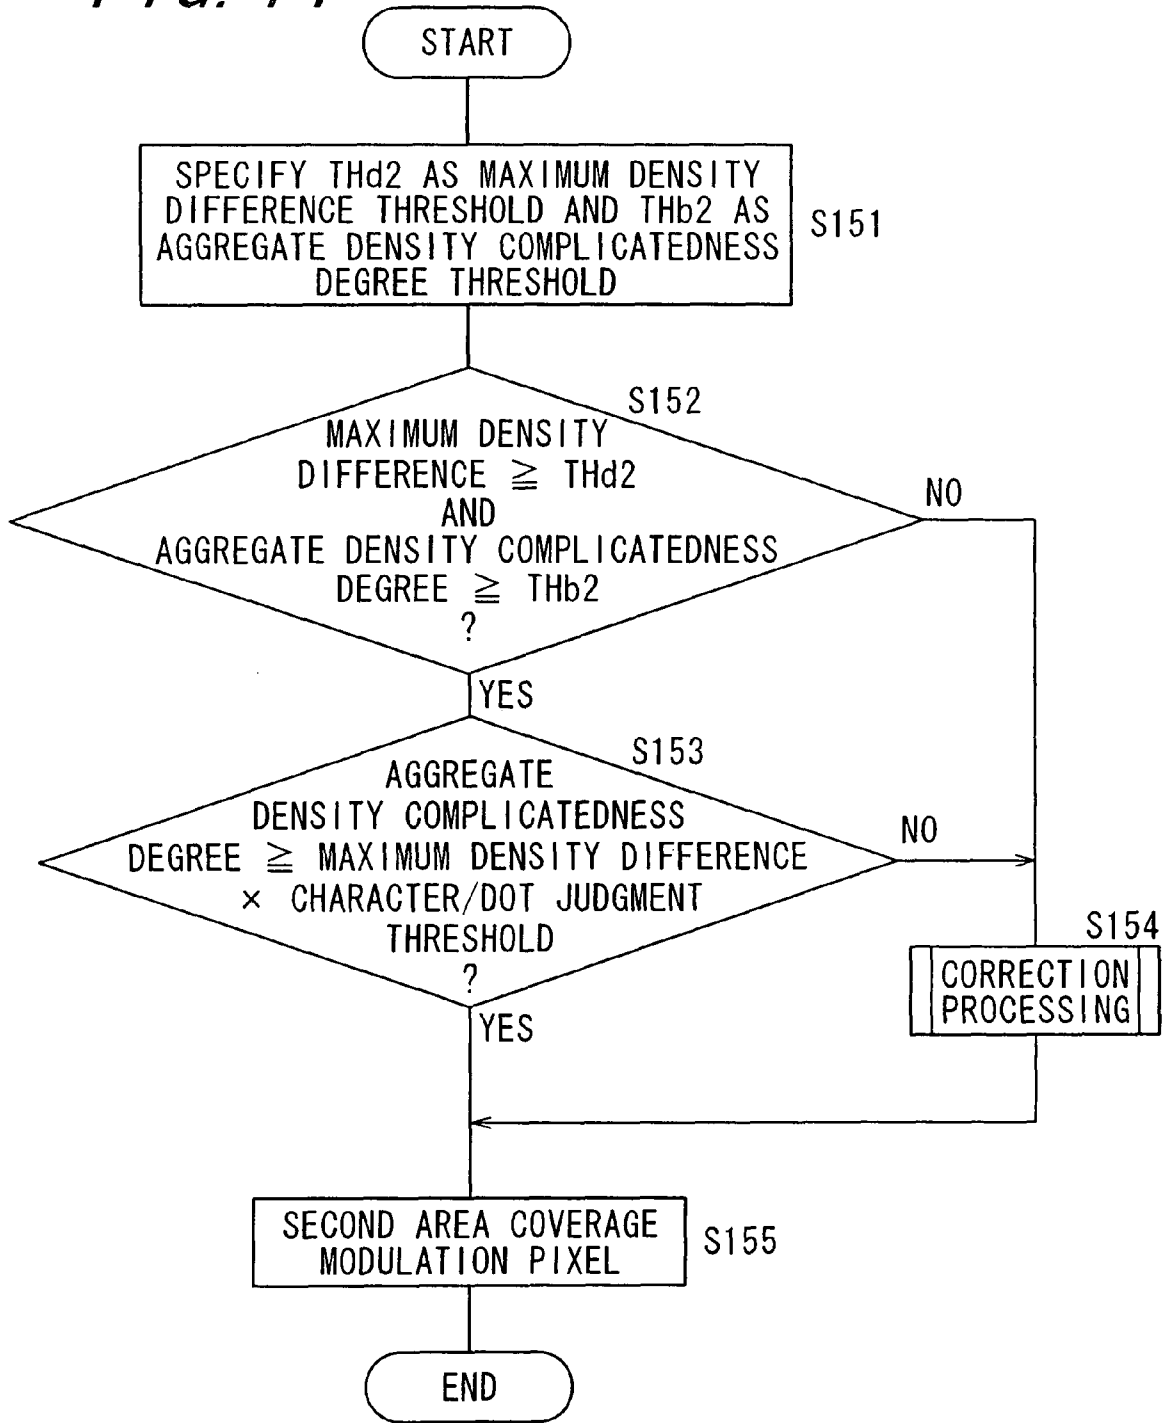 START
SPECIFY THd2 AS MAXIMUM DENSITY
DIFFERENCE THRESHOLD AND THb2 AS
AGGREGATE DENSITY COMPLICATEDNESS
DEGREE THRESHOLD
S151
S152
MAXIMUM DENSITY
DIFFERENCE ≧ THd2
AND
AGGREGATE DENSITY COMPLICATEDNESS
DEGREE ≧ THb2
?
NO
YES
S153
AGGREGATE
DENSITY COMPLICATEDNESS
DEGREE ≧ MAXIMUM DENSITY DIFFERENCE
× CHARACTER/DOT JUDGMENT
THRESHOLD
?
NO
YES
S154
CORRECTION
PROCESSING
SECOND AREA COVERAGE
MODULATION PIXEL
S155
END